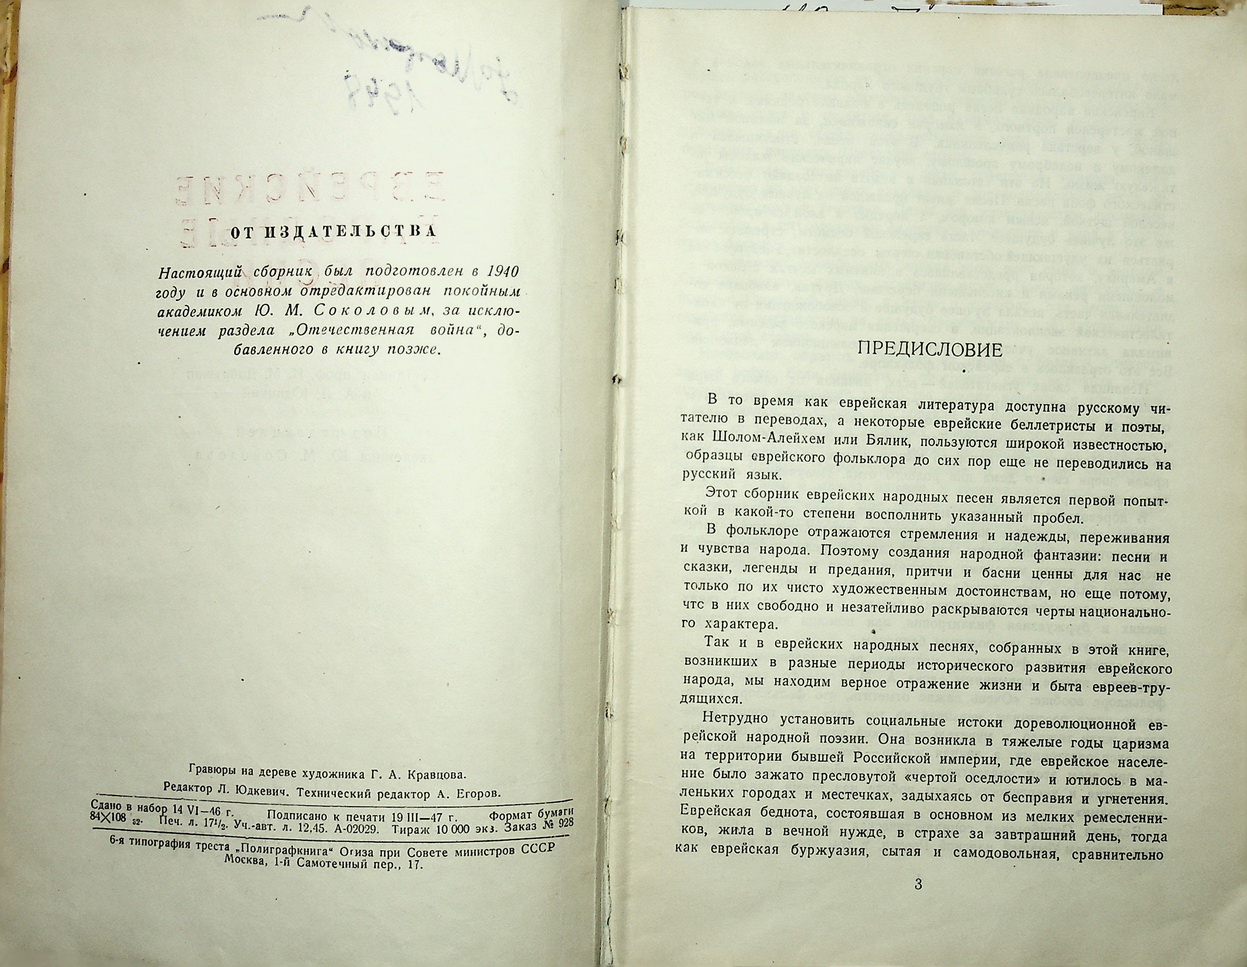 ОТ ИЗДАТЕЛЬСТВА
Настоящий сборник был подготовлен в 1940
году и в основном отредактирован покойным
академиком Ю. М. Соколовым, за исклю-
чением раздела „Отечественная война“, до-
бавленного в книгу позже.
Гравюры на дереве художника Г. А. Кравцова.
Редактор Л. Юдкевич. Технический редактор А. Егоров.
Сдано в набор 14 VI—46 г. Подписано к печати 19 III—47 г. Формат бумаги
84X108 32. Печ. л. 17¼. Уч.-авт. л. 12,45. А-02029. Тираж 10 000 экз. Заказ № 928
6-я типография треста „Полиграфкнига“ Огиза при Совете министров СССР
Москва, 1-й Самотечный пер., 17.
ПРЕДИСЛОВИЕ
В то время как еврейская литература доступна русскому чи-
тателю в переводах, а некоторые еврейские беллетристы и поэты,
как Шолом-Алейхем или Бялик, пользуются широкой известностью,
образцы еврейского фольклора до сих пор еще не переводились на
русский язык.
Этот сборник еврейских народных песен является первой попыт-
кой в какой-то степени восполнить указанный пробел.
В фольклоре отражаются стремления и надежды, переживания
и чувства народа. Поэтому создания народной фантазии: песни и
сказки, легенды и предания, притчи и басни ценны для нас не
только по их чисто художественным достоинствам, но еще потому,
чтс в них свободно и незатейливо раскрываются черты национально-
го характера.
Так и в еврейских народных песнях, собранных в этой книге,
возникших в разные периоды исторического развития еврейского
народа, мы находим верное отражение жизни и быта евреев-тру-
дящихся.
Нетрудно установить социальные истоки дореволюционной ев-
рейской народной поэзии. Она возникла в тяжелые годы царизма
на территории бывшей Российской империи, где еврейское населе-
ние было зажато пресловутой «чертой оседлости» и ютилось в ма-
леньких городах и местечках, задыхаясь от бесправия и угнетения.
Еврейская беднота, состоявшая в основном из мелких ремесленни-
ков, жила в вечной нужде, в страхе за завтрашний день, тогда
как еврейская буржуазия, сытая и самодовольная, сравнительно
3